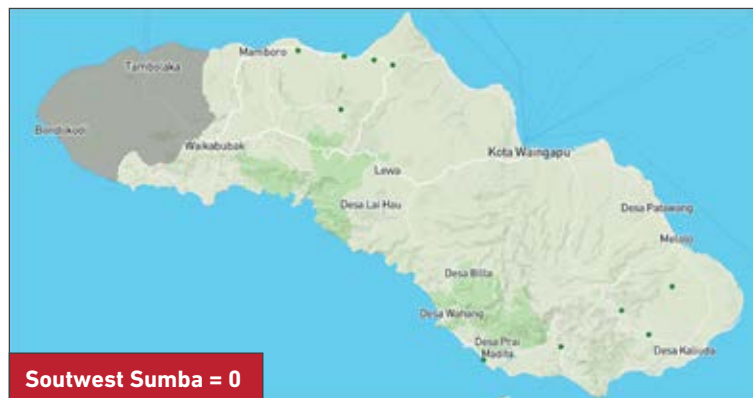 Mamboro
Tambolaka
Bondokodi
Waikabubak
Kota Waingapu
Lewa
Desa Lai Hau
Desa Patawang
Melolo
Desa Billa
Desa Wahang
Desa Prai
Madita
Desa Kaliuda
Soutwest Sumba = 0